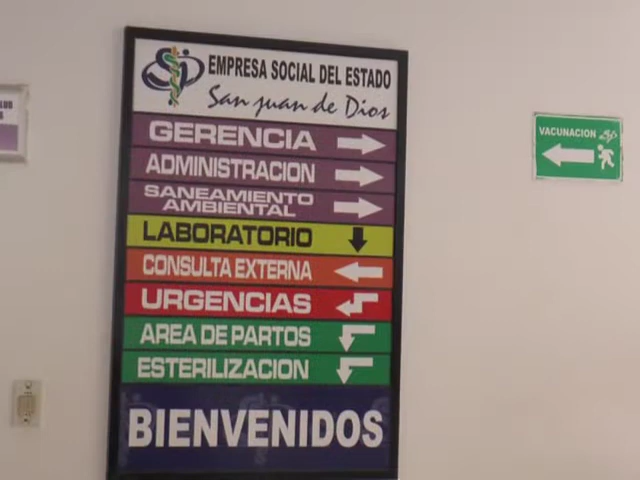 EMPRESA SOCIAL DEL ESTADO
San juan de Dios
GERENCIA
ADMINISTRACION
SANEAMIENTO
AMBIENTAL
LABORATORIO
CONSULTA EXTERNA
URGENCIAS
AREA DE PARTOS
ESTERILIZACION
BIENVENIDOS
VACUNACION